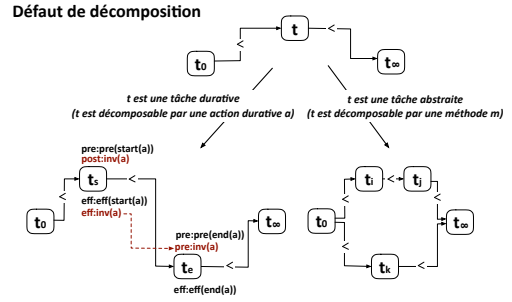 Défaut de décomposition
t
<
<
t₀
t∞
t est une tâche durative
(t est décomposable par une action durative a)
t est une tâche abstraite
(t est décomposable par une méthode m)
pre:pre(start(a))
post:inv(a)
tₛ
<
<
eff:eff(start(a))
eff:inv(a)
t₀
pre:pre(end(a))
pre:inv(a)
t∞
tₑ
<
<
eff:eff(end(a))
tᵢ
<
tⱼ
<
<
t₀
t∞
<
<
tₖ
<